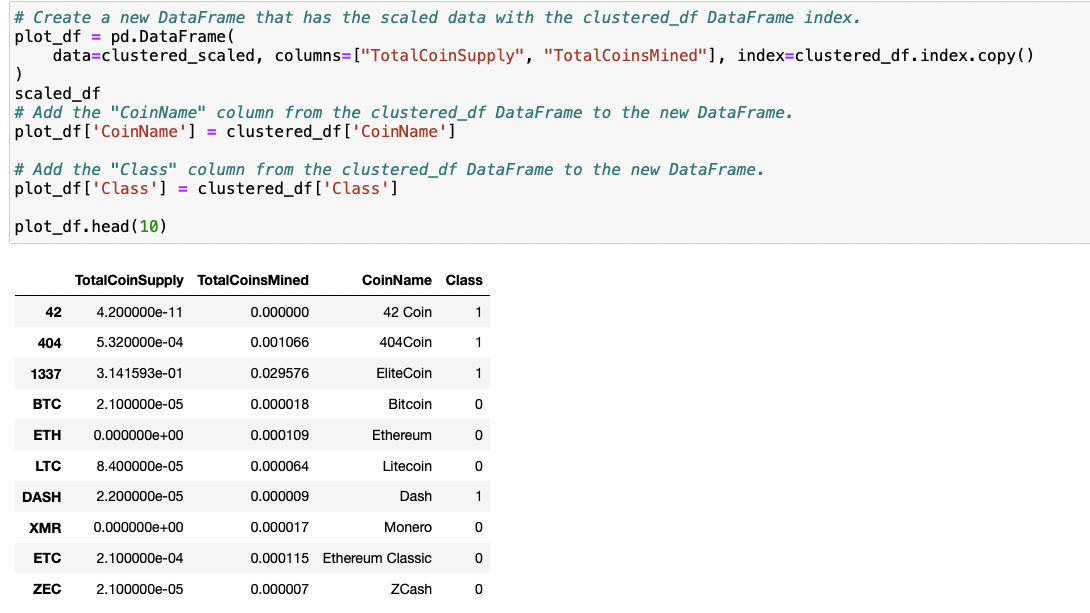 # Create a new DataFrame that has the scaled data with the clustered_df DataFrame index.
plot_df = pd.DataFrame(
    data=clustered_scaled, columns=["TotalCoinSupply", "TotalCoinsMined"], index=clustered_df.index.copy()
)
scaled_df
# Add the "CoinName" column from the clustered_df DataFrame to the new DataFrame.
plot_df['CoinName'] = clustered_df['CoinName']
# Add the "Class" column from the clustered_df DataFrame to the new DataFrame.
plot_df['Class'] = clustered_df['Class']
plot_df.head(10)
TotalCoinSupply TotalCoinsMined CoinName Class
42 4.200000e-11 0.000000 42 Coin 1
404 5.320000e-04 0.001066 404Coin 1
1337 3.141593e-01 0.029576 EliteCoin 1
BTC 2.100000e-05 0.000018 Bitcoin 0
ETH 0.000000e+00 0.000109 Ethereum 0
LTC 8.400000e-05 0.000064 Litecoin 0
DASH 2.200000e-05 0.000009 Dash 1
XMR 0.000000e+00 0.000017 Monero 0
ETC 2.100000e-04 0.000115 Ethereum Classic 0
ZEC 2.100000e-05 0.000007 ZCash 0